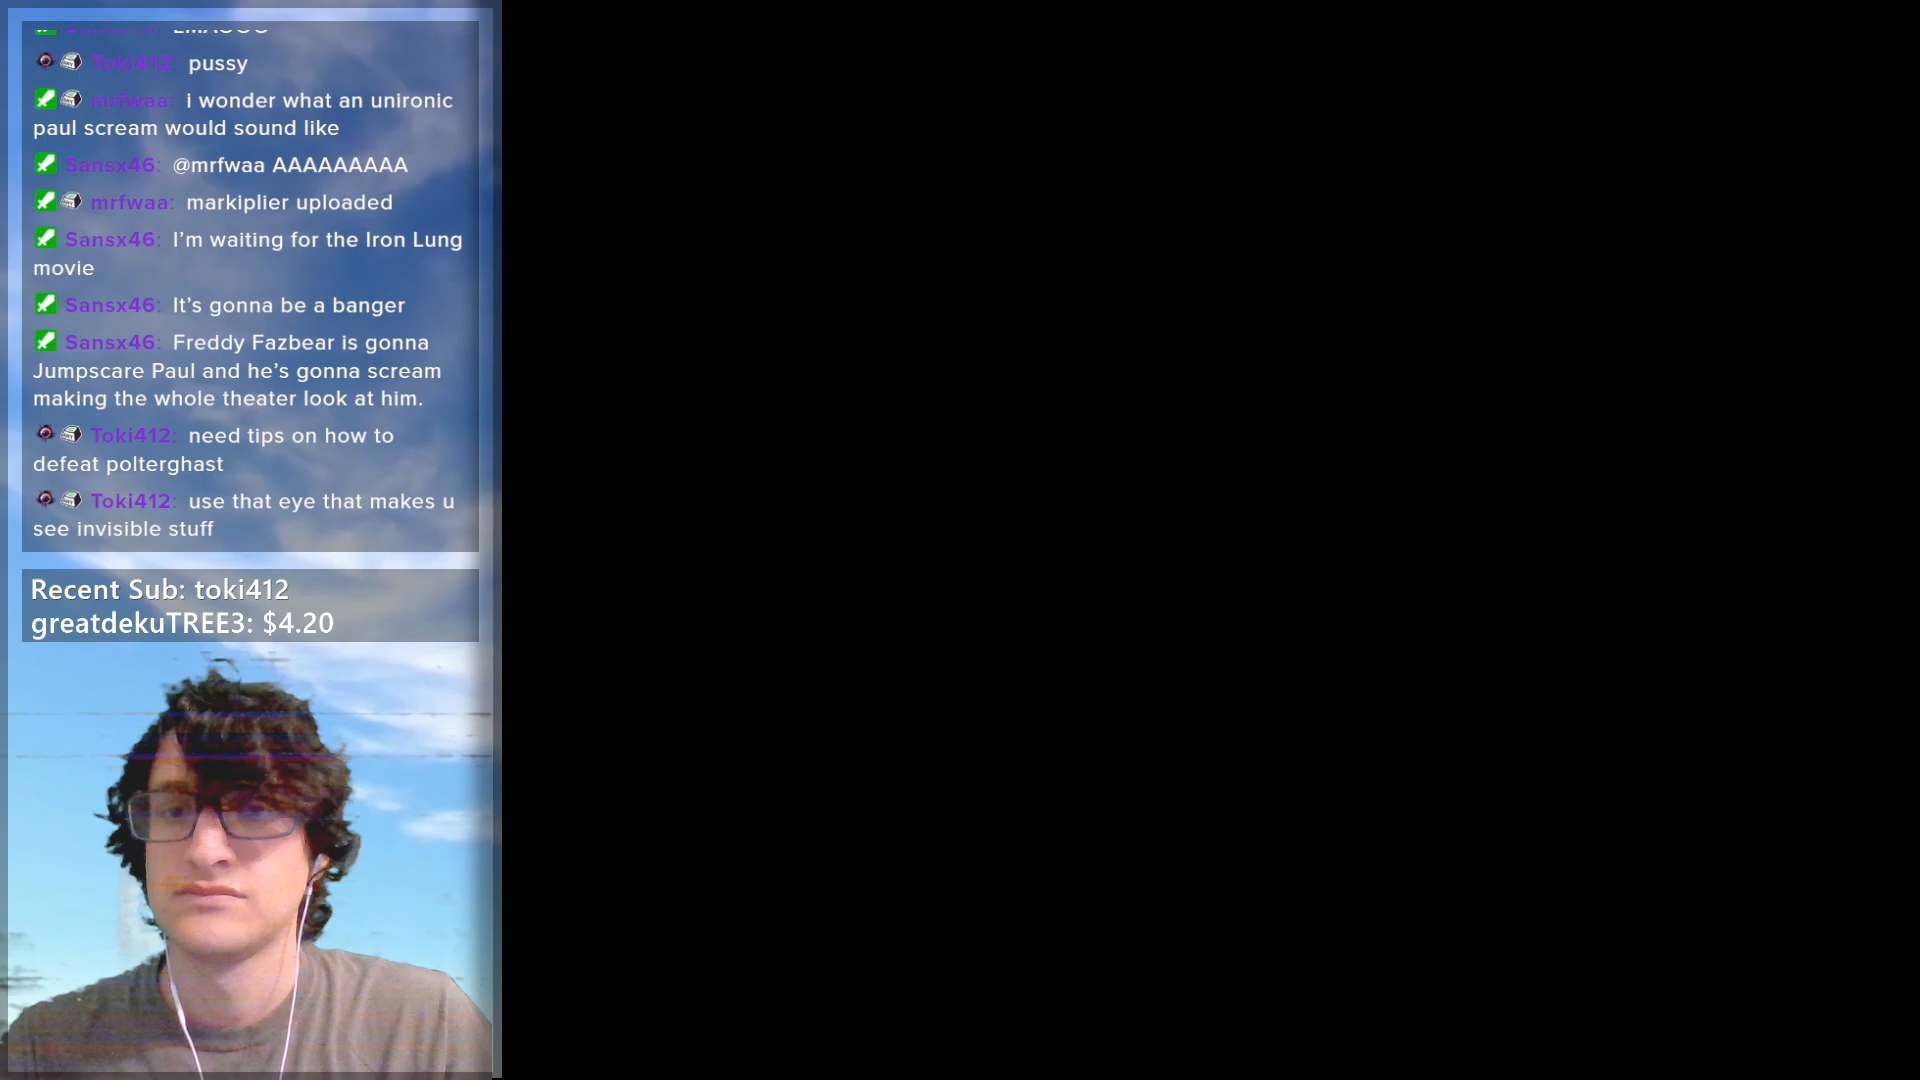 Toki412: pussy
mrfwaa: i wonder what an unironic
paul scream would sound like
Sansx46: @mrfwaa AAAAAAAAA
mrfwaa: markiplier uploaded
Sansx46: I’m waiting for the Iron Lung
movie
Sansx46: It’s gonna be a banger
Sansx46: Freddy Fazbear is gonna
Jumpscare Paul and he’s gonna scream
making the whole theater look at him.
Toki412: need tips on how to
defeat polterghast
Toki412: use that eye that makes u
see invisible stuff
Recent Sub: toki412
greatdekuTREE3: $4.20